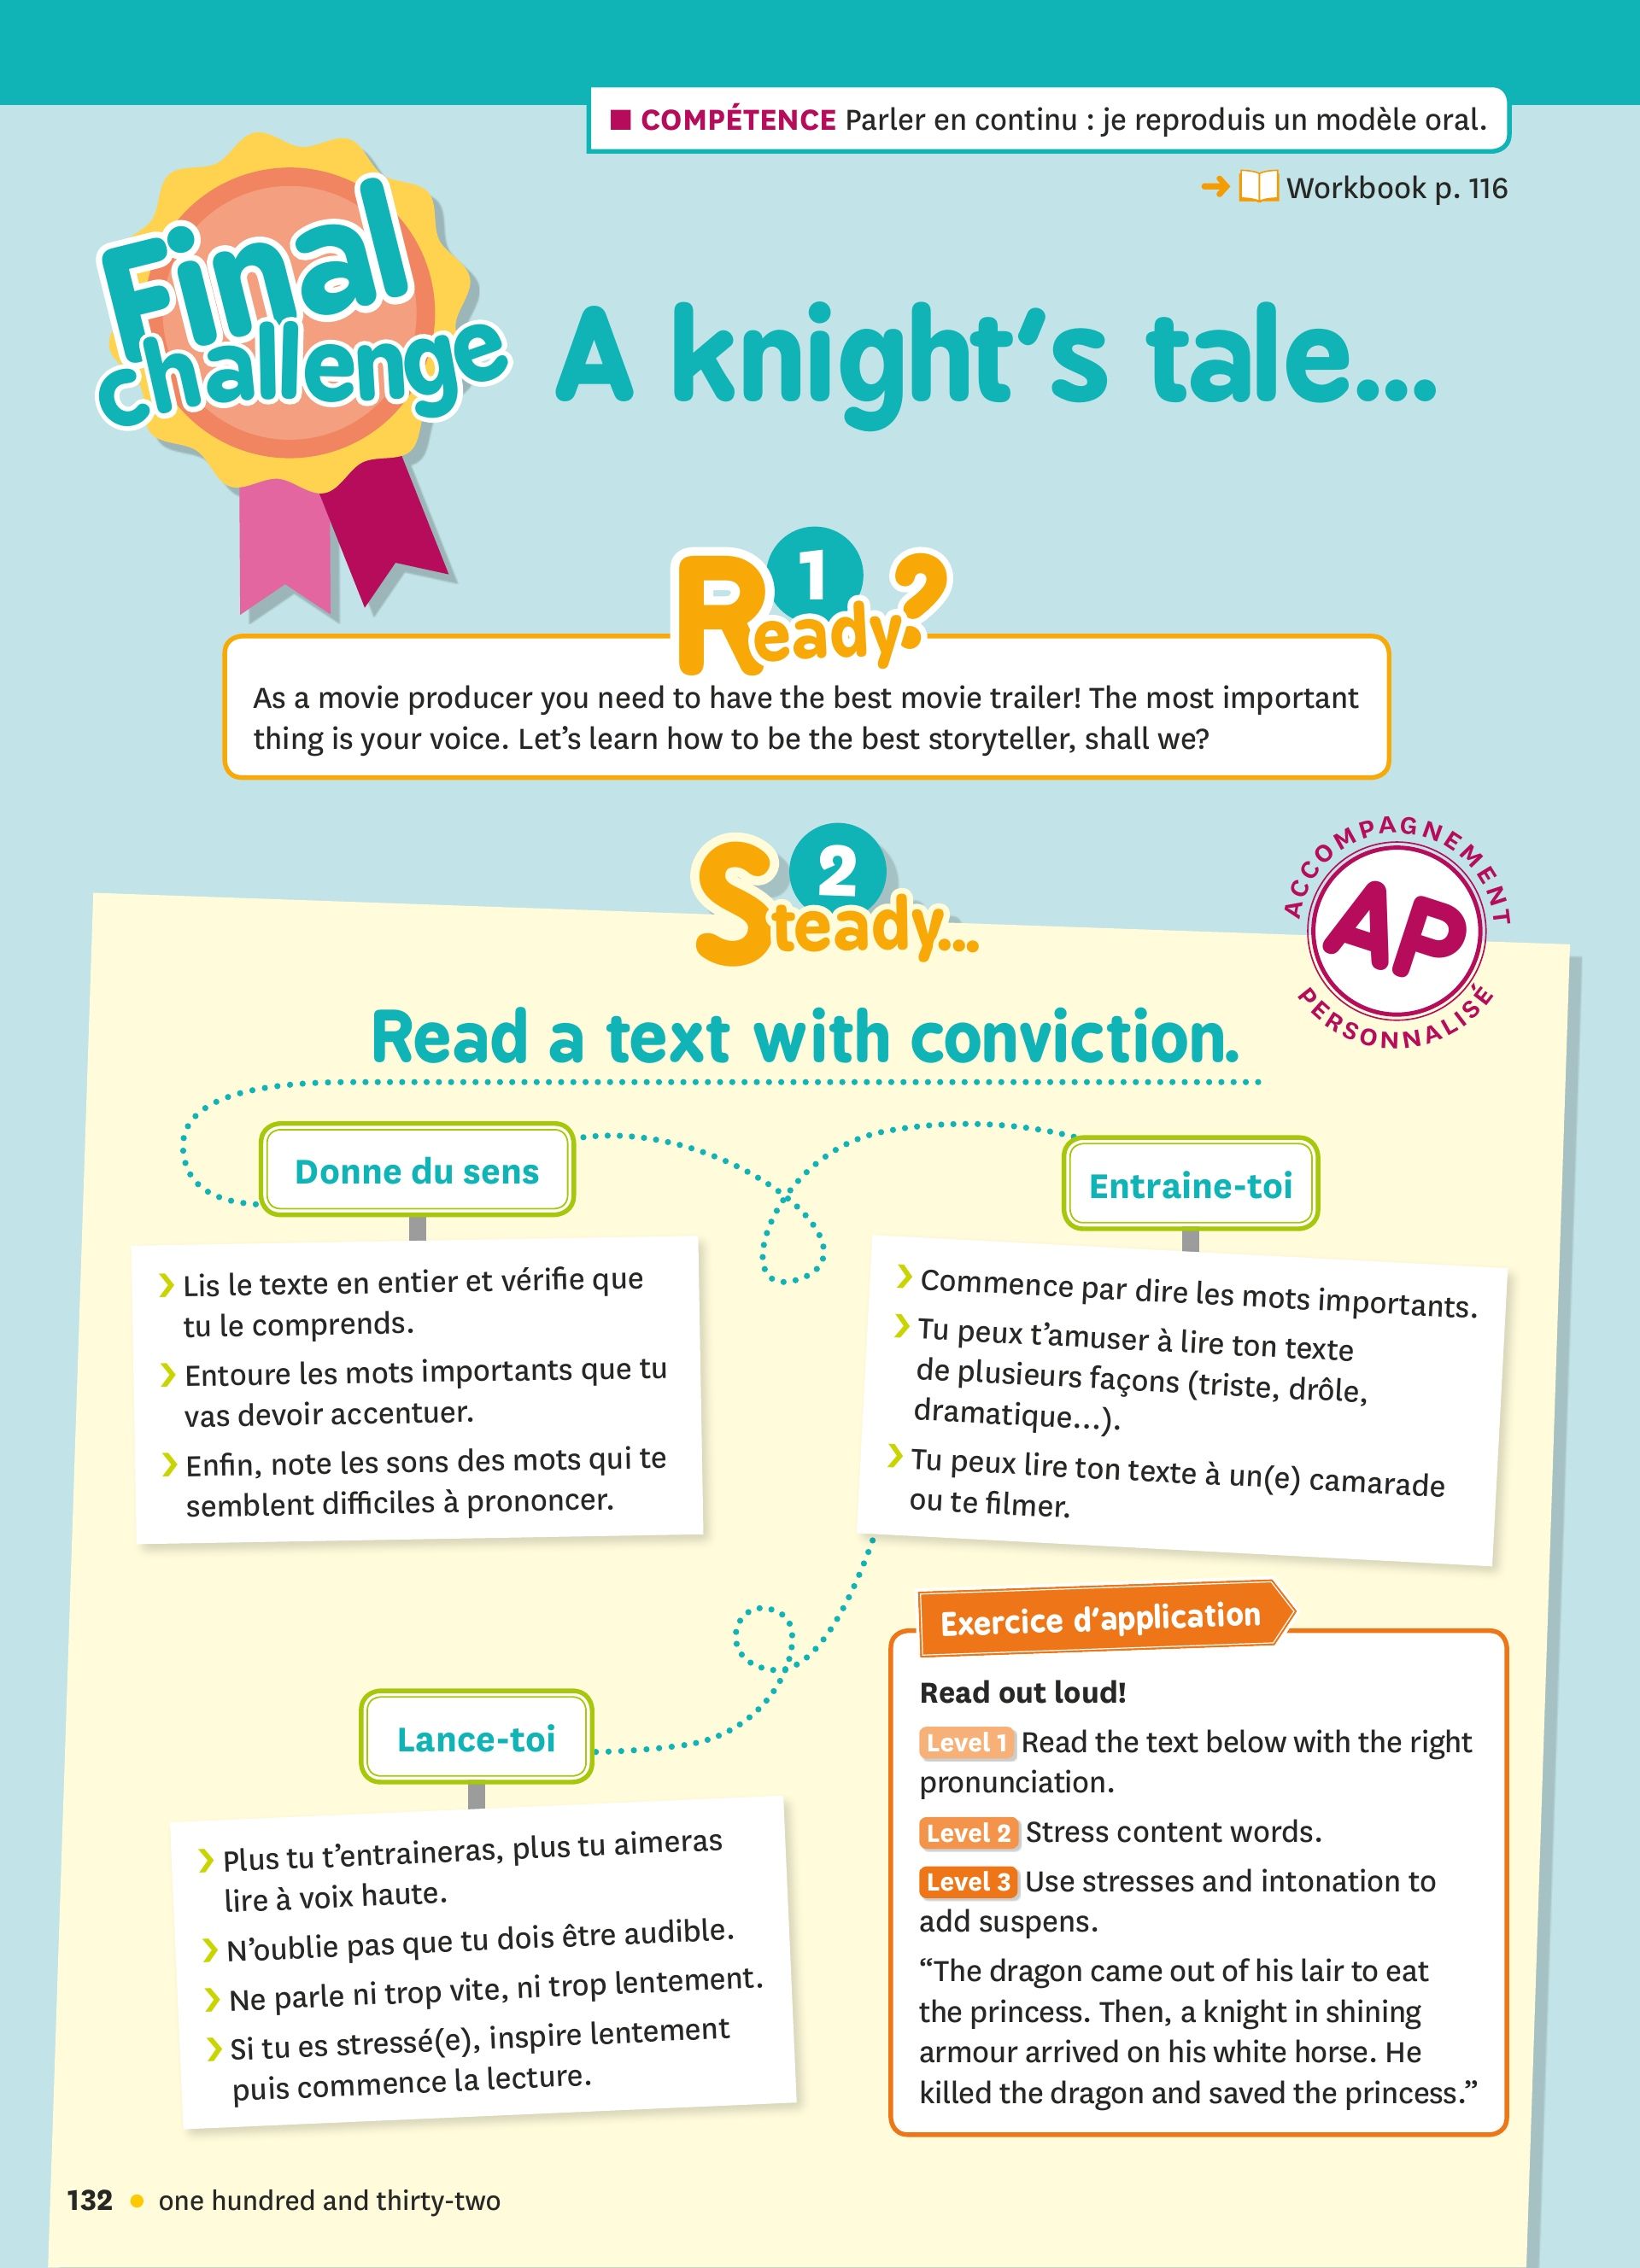 ■ COMPÉTENCE Parler en continu : je reproduis un modèle oral.
➜ Workbook p. 116
Final
challenge
A knight's tale...
1
Ready?
As a movie producer you need to have the best movie trailer! The most important
thing is your voice. Let's learn how to be the best storyteller, shall we?
2
Steady...
ACCOMPAGNEMENT
AP
PERSONNALISÉ
Read a text with conviction.
Donne du sens
❯ Lis le texte en entier et vérifie que
tu le comprends.
❯ Entoure les mots importants que tu
vas devoir accentuer.
❯ Enfin, note les sons des mots qui te
semblent difficiles à prononcer.
Entraine-toi
❯ Commence par dire les mots importants.
❯ Tu peux t'amuser à lire ton texte
de plusieurs façons (triste, drôle,
dramatique...).
❯ Tu peux lire ton texte à un(e) camarade
ou te filmer.
Lance-toi
❯ Plus tu t'entraineras, plus tu aimeras
lire à voix haute.
❯ N'oublie pas que tu dois être audible.
❯ Ne parle ni trop vite, ni trop lentement.
❯ Si tu es stressé(e), inspire lentement
puis commence la lecture.
Exercice d'application
Read out loud!
Level 1 Read the text below with the right
pronunciation.
Level 2 Stress content words.
Level 3 Use stresses and intonation to
add suspens.
“The dragon came out of his lair to eat
the princess. Then, a knight in shining
armour arrived on his white horse. He
killed the dragon and saved the princess.”
132 • one hundred and thirty-two